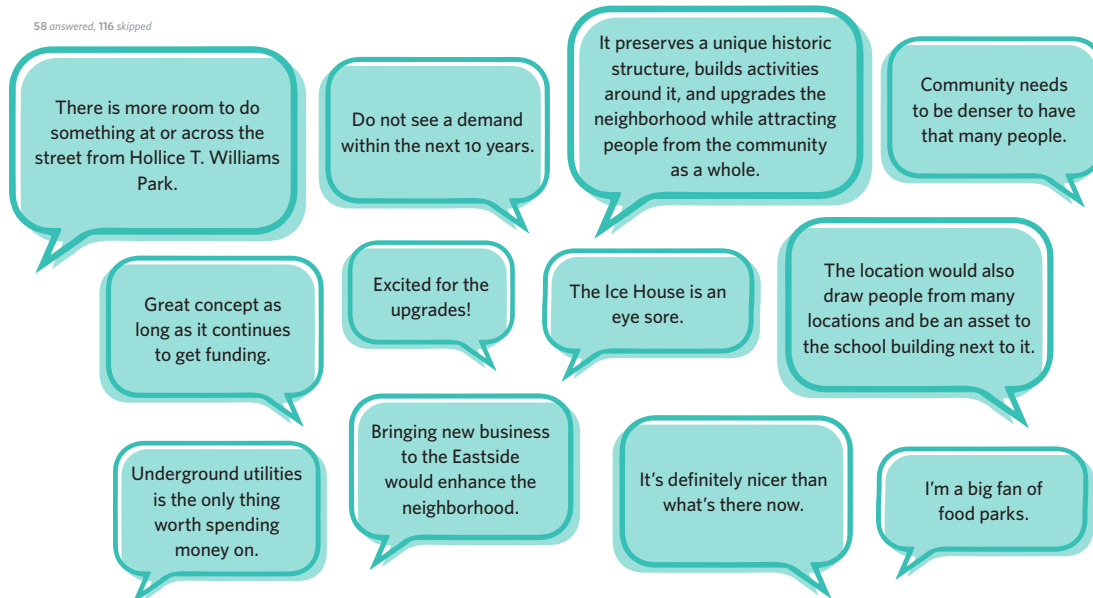 58 answered, 116 skipped
There is more room to do
something at or across the
street from Hollice T. Williams
Park.
Do not see a demand
within the next 10 years.
It preserves a unique historic
structure, builds activities
around it, and upgrades the
neighborhood while attracting
people from the community
as a whole.
Community needs
to be denser to have
that many people.
Great concept as
long as it continues
to get funding.
Excited for the
upgrades!
The Ice House is an
eye sore.
The location would also
draw people from many
locations and be an asset to
the school building next to it.
Underground utilities
is the only thing
worth spending
money on.
Bringing new business
to the Eastside
would enhance the
neighborhood.
It's definitely nicer than
what's there now.
I'm a big fan of
food parks.